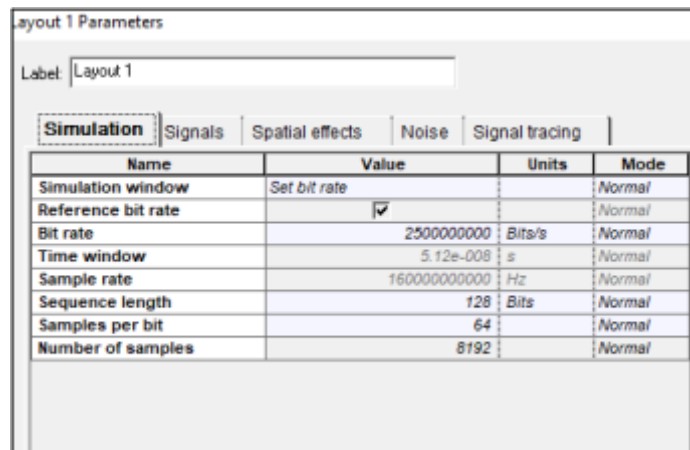 Layout 1 Parameters
Label: Layout 1
Simulation Signals Spatial effects Noise Signal tracing
Name Value Units Mode
Simulation window Set bit rate Normal
Reference bit rate Normal
Bit rate 2500000000 Bits/s Normal
Time window 5.12e-008 s Normal
Sample rate 160000000000 Hz Normal
Sequence length 128 Bits Normal
Samples per bit 64 Normal
Number of samples 8192 Normal